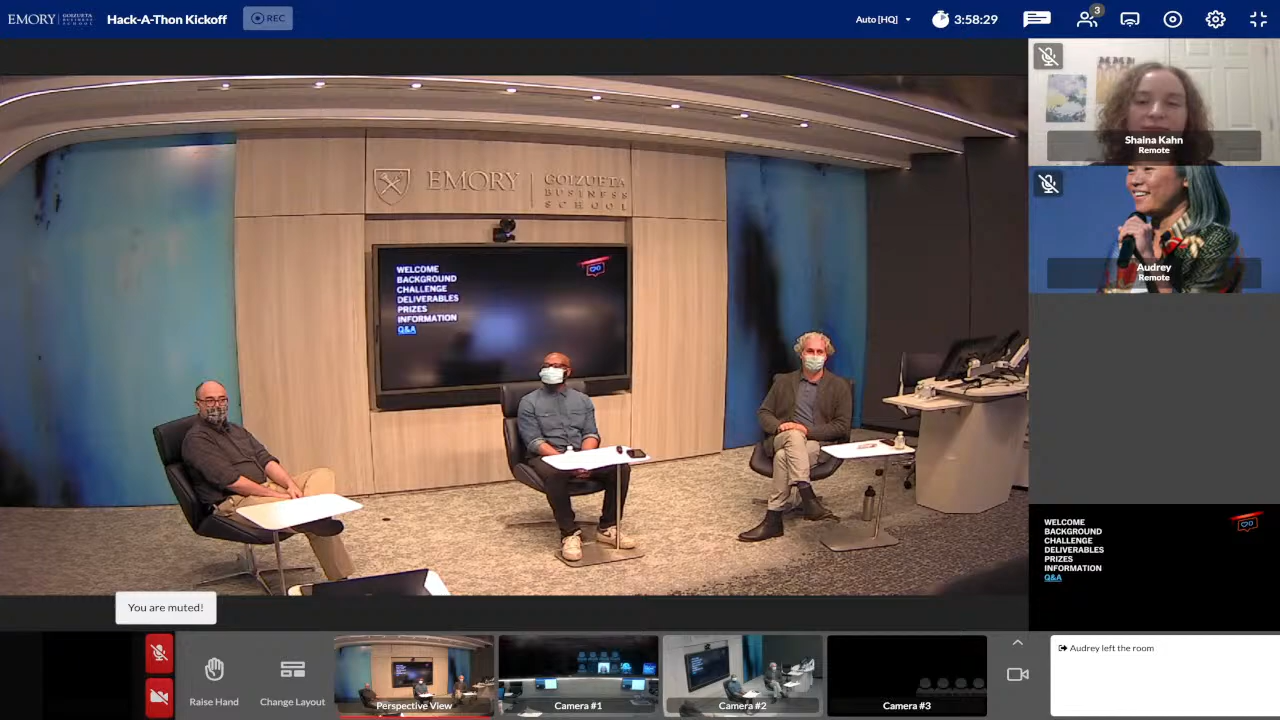 EMORY GOIZUETA BUSINESS SCHOOL
Hack-A-Thon Kickoff
REC
Auto [HQ]
3:58:29
3
EMORY
GOIZUETA
BUSINESS
SCHOOL
WELCOME
BACKGROUND
CHALLENGE
DELIVERABLES
PRIZES
INFORMATION
Q&A
Shaina Kahn
Remote
Audrey
Remote
WELCOME
BACKGROUND
CHALLENGE
DELIVERABLES
PRIZES
INFORMATION
Q&A
You are muted!
Raise Hand
Change Layout
Perspective View
Camera #1
Camera #2
Camera #3
Audrey left the room